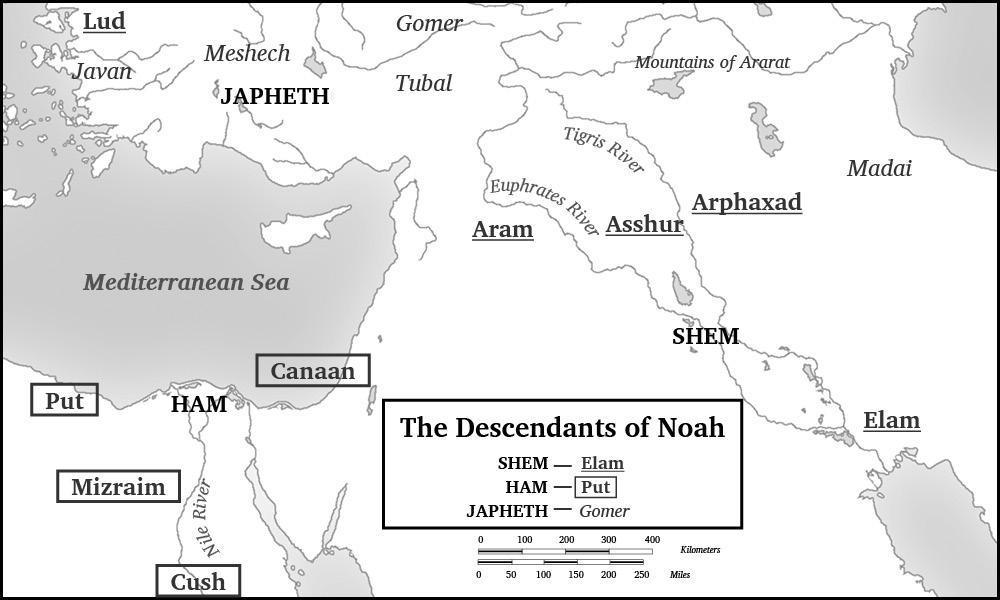 Lud
Gomer
Meshech
Javan
Mountains of Ararat
Tubal
JAPHETH
Tigris River
Madai
Euphrates River
Arphaxad
Asshur
Aram
Mediterranean Sea
SHEM
Canaan
Put
HAM
Elam
Mizraim
Nile River
Cush
The Descendants of Noah
SHEM — Elam
HAM — Put
JAPHETH — Gomer
0 100 200 300 400 Kilometers
0 50 100 150 200 250 Miles